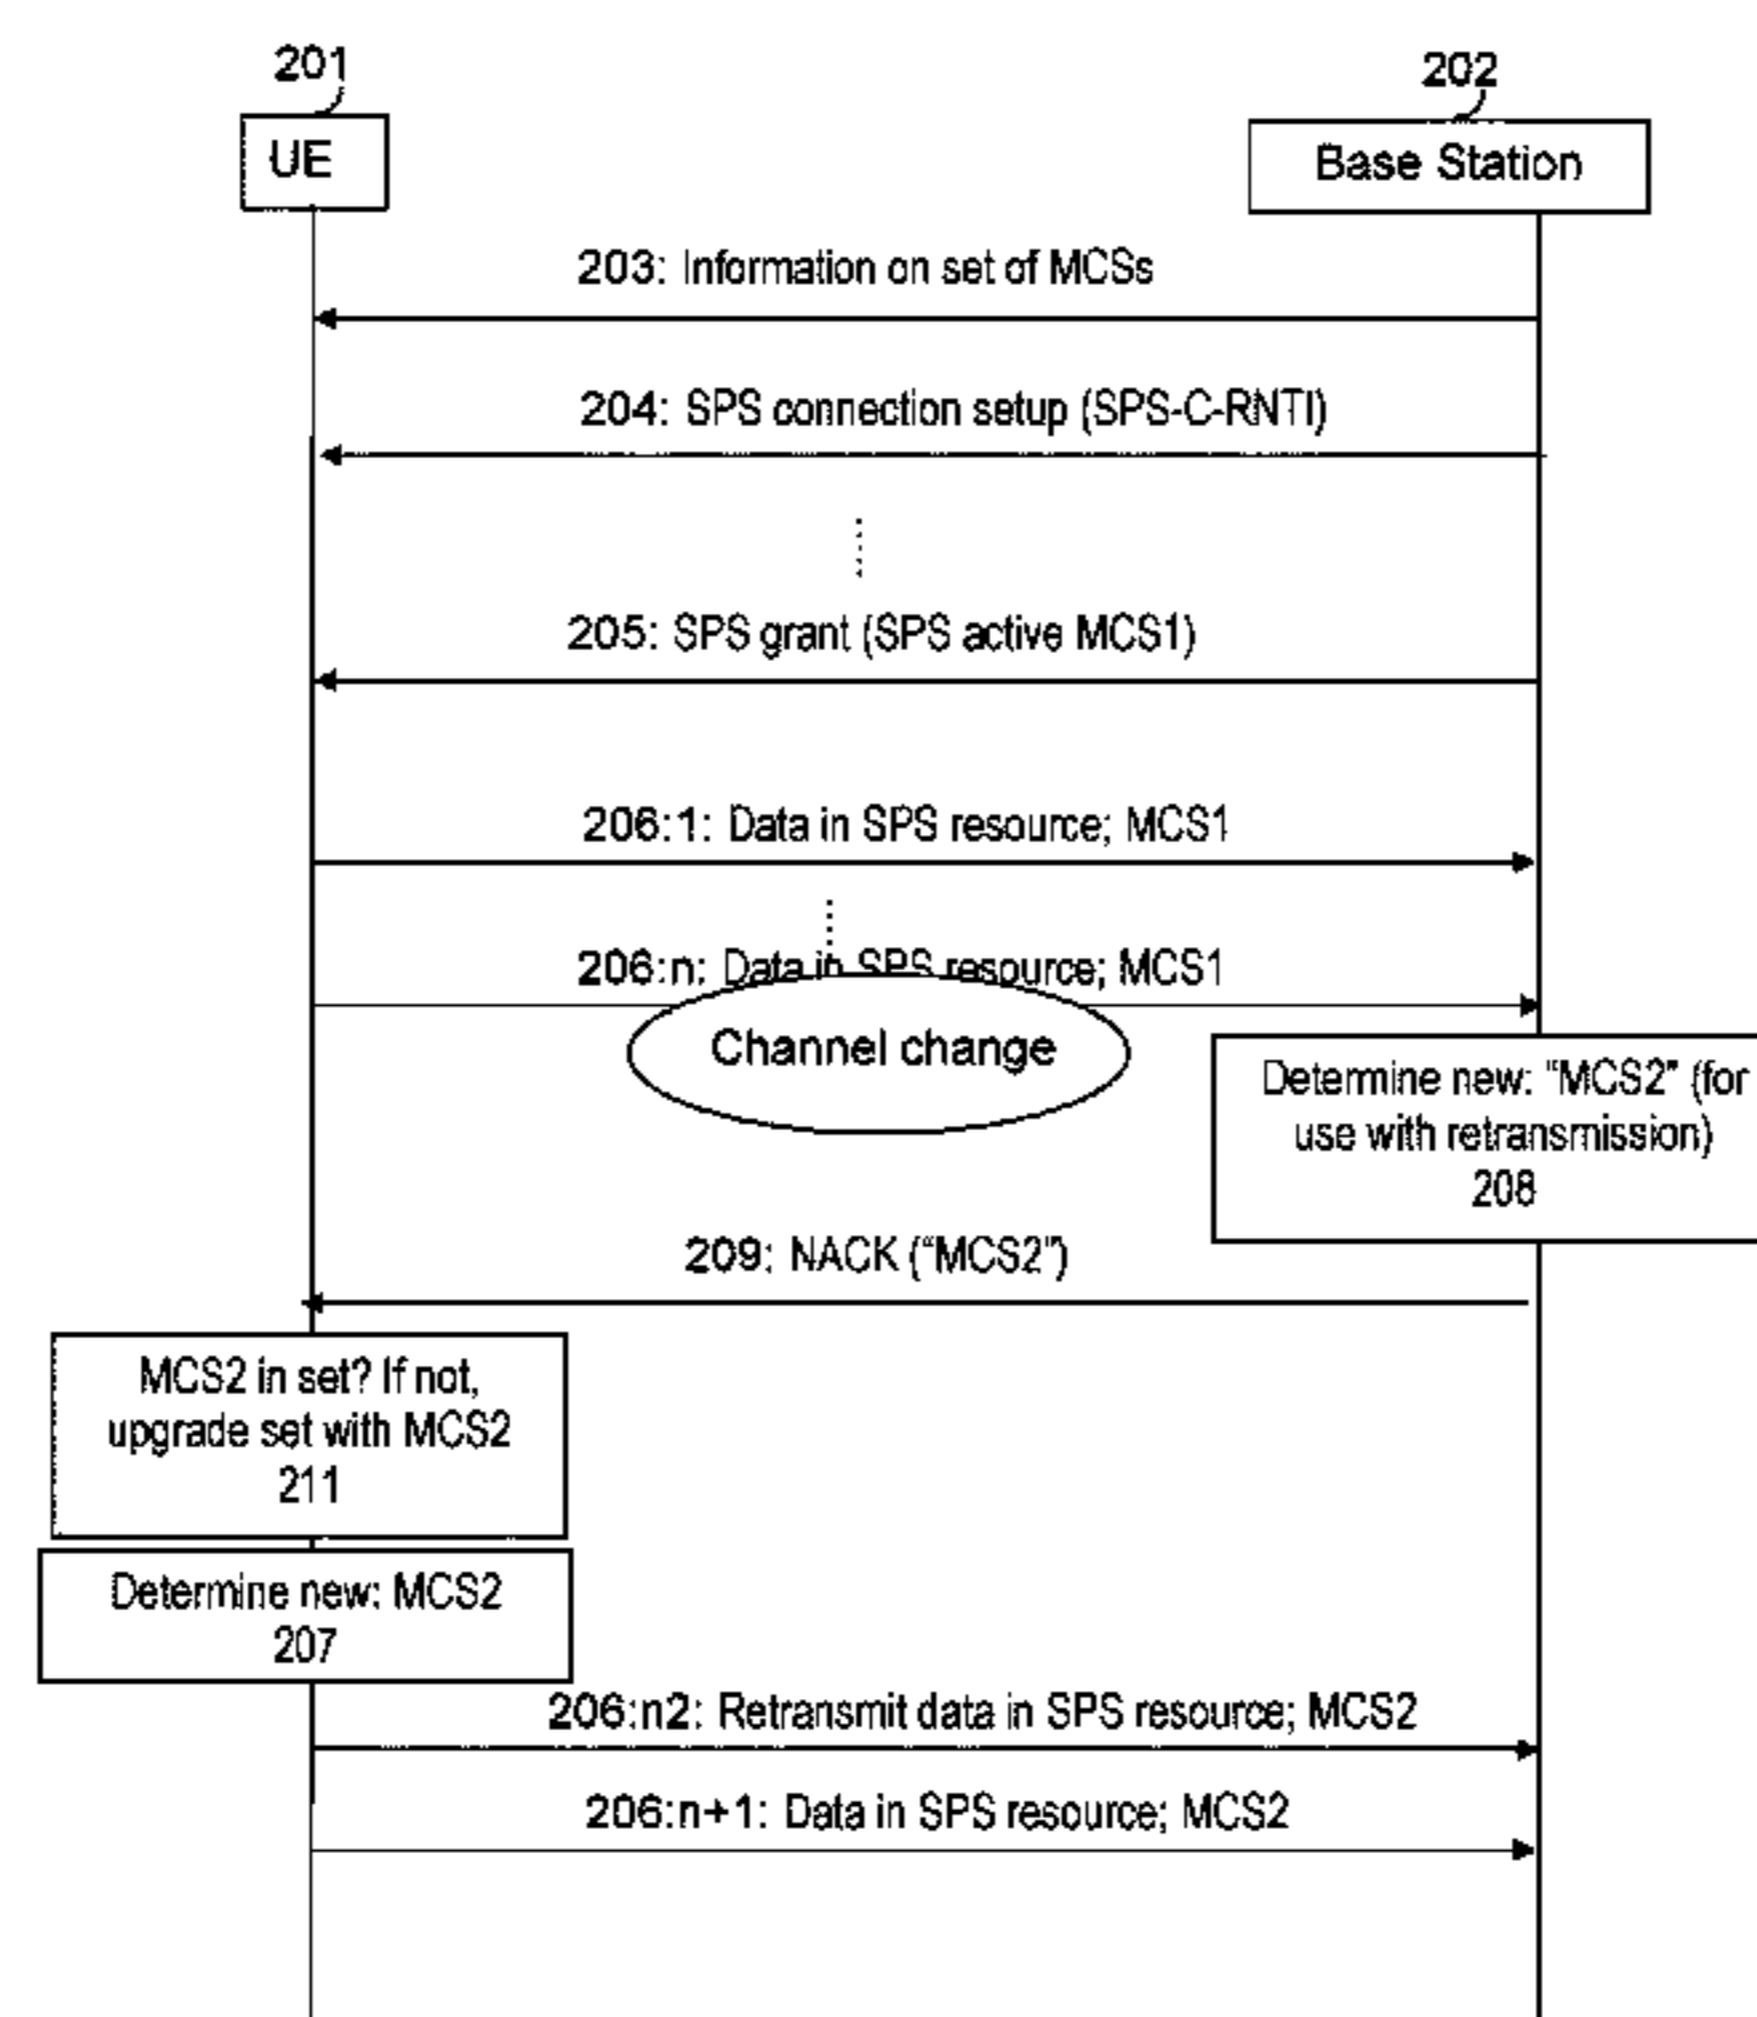 201
202
UE
Base Station
203: Information on set of MCSs
204: SPS connection setup (SPS-C-RNTI)
205: SPS grant (SPS active MCS1)
206:1: Data in SPS resource; MCS1
206:n: Data in SPS resource; MCS1
Channel change
Determine new: "MCS2" (for
use with retransmission)
208
209: NACK ("MCS2")
MCS2 in set? If not,
upgrade set with MCS2
211
Determine new: MCS2
207
206:n2: Retransmit data in SPS resource; MCS2
206:n+1: Data in SPS resource; MCS2